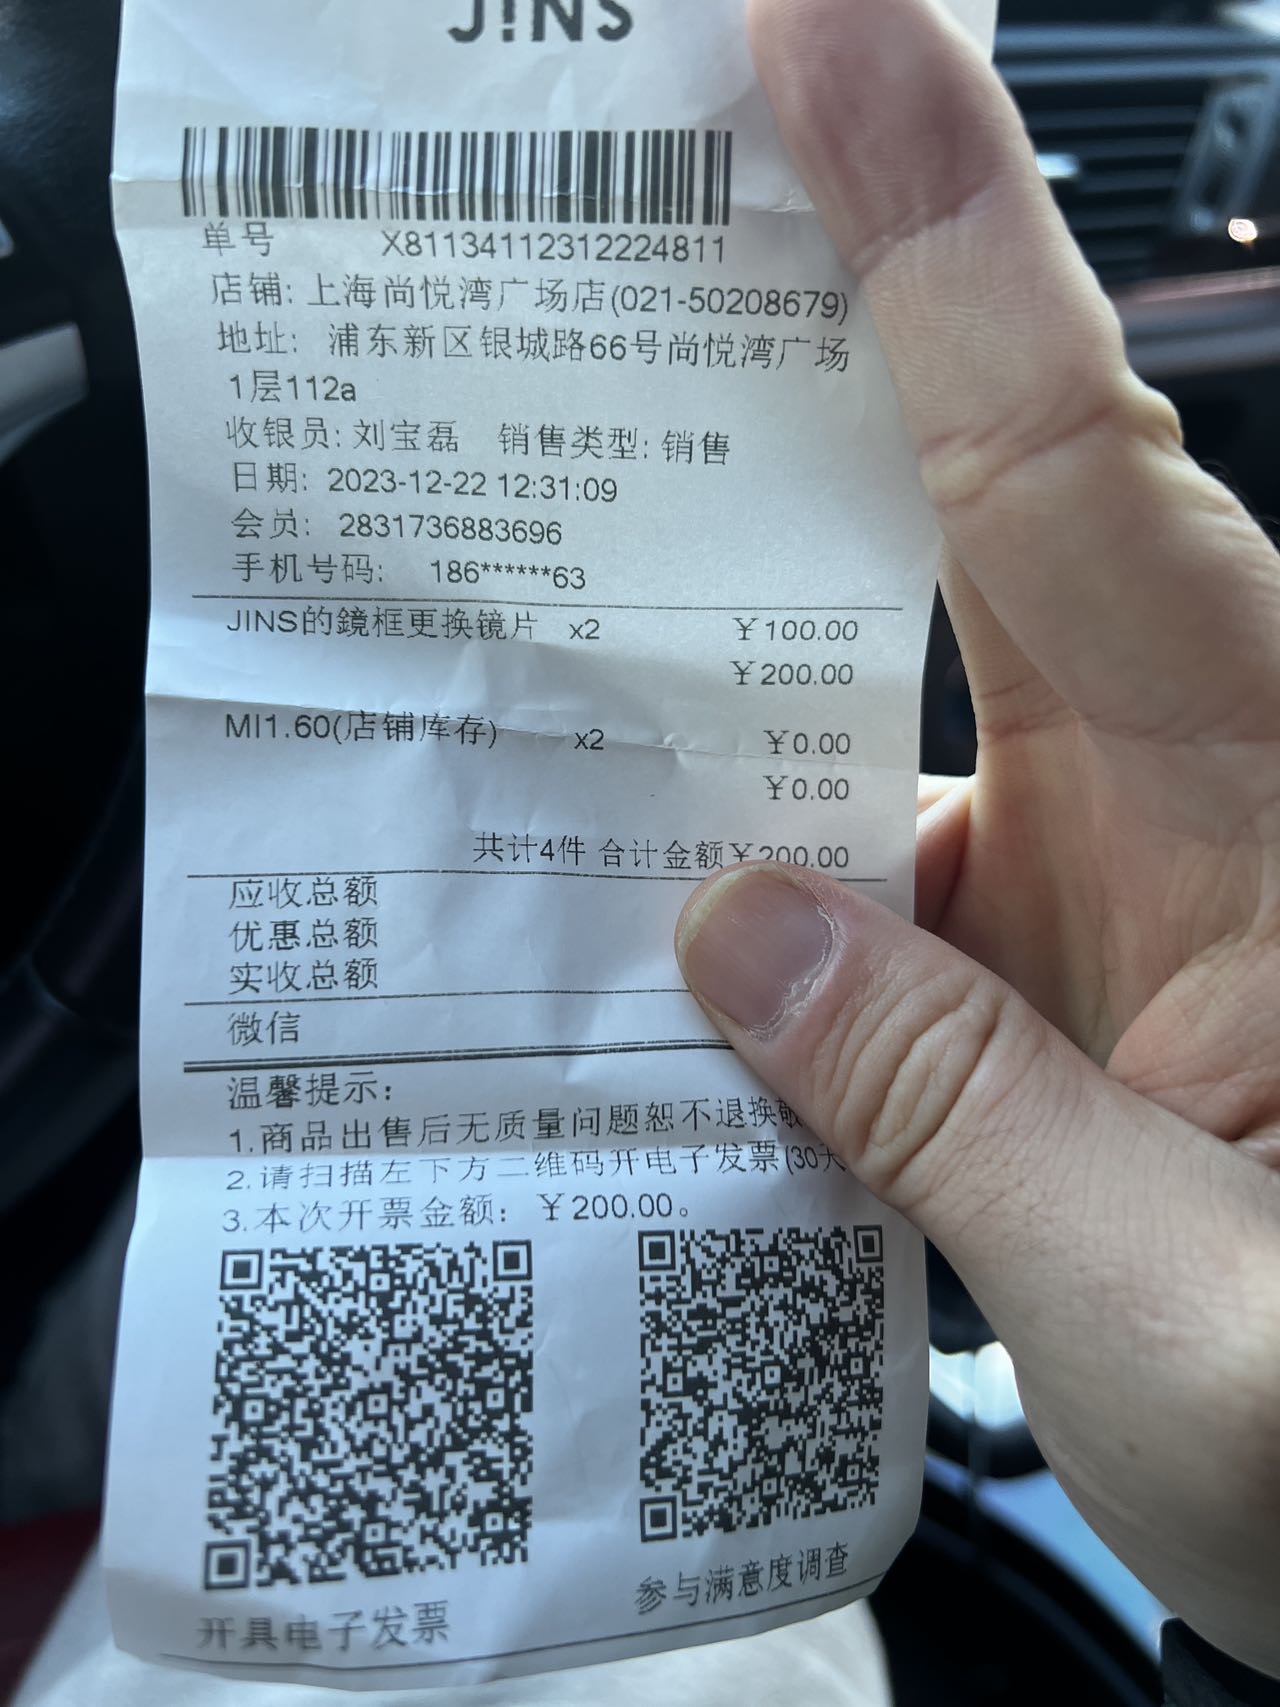 J!NS
单号 X81134112312224811
店铺: 上海尚悦湾广场店(021-50208679)
地址: 浦东新区银城路66号尚悦湾广场
1层112a
收银员: 刘宝磊 销售类型: 销售
日期: 2023-12-22 12:31:09
会员: 2831736883696
手机号码: 186******63
JINS的鏡框更换镜片 x2 ￥100.00
￥200.00
MI1.60(店铺库存) x2 ￥0.00
￥0.00
共计4件 合计金额￥200.00
应收总额
优惠总额
实收总额
微信
温馨提示:
1.商品出售后无质量问题恕不退换敬
2.请扫描左下方二维码开电子发票(30天
3.本次开票金额: ￥200.00。
开具电子发票
参与满意度调查